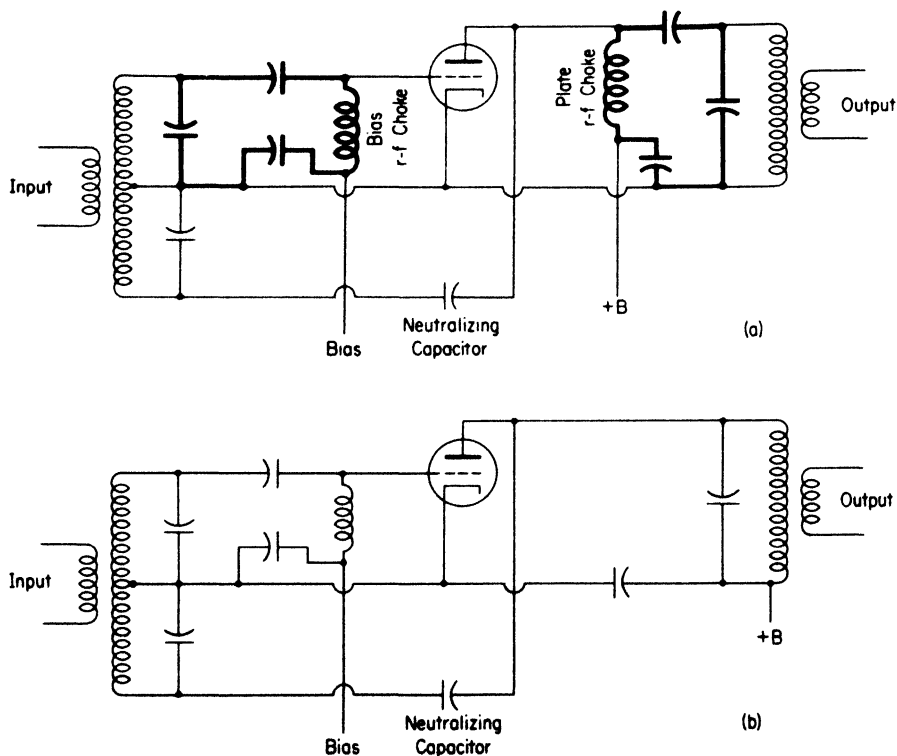 Plate
r-f Choke
Bias
r-f Choke
Input
Output
Neutralizing
Capacitor
Bias
+B
(a)
Input
Output
+B
Neutralizing
Capacitor
Bias
(b)